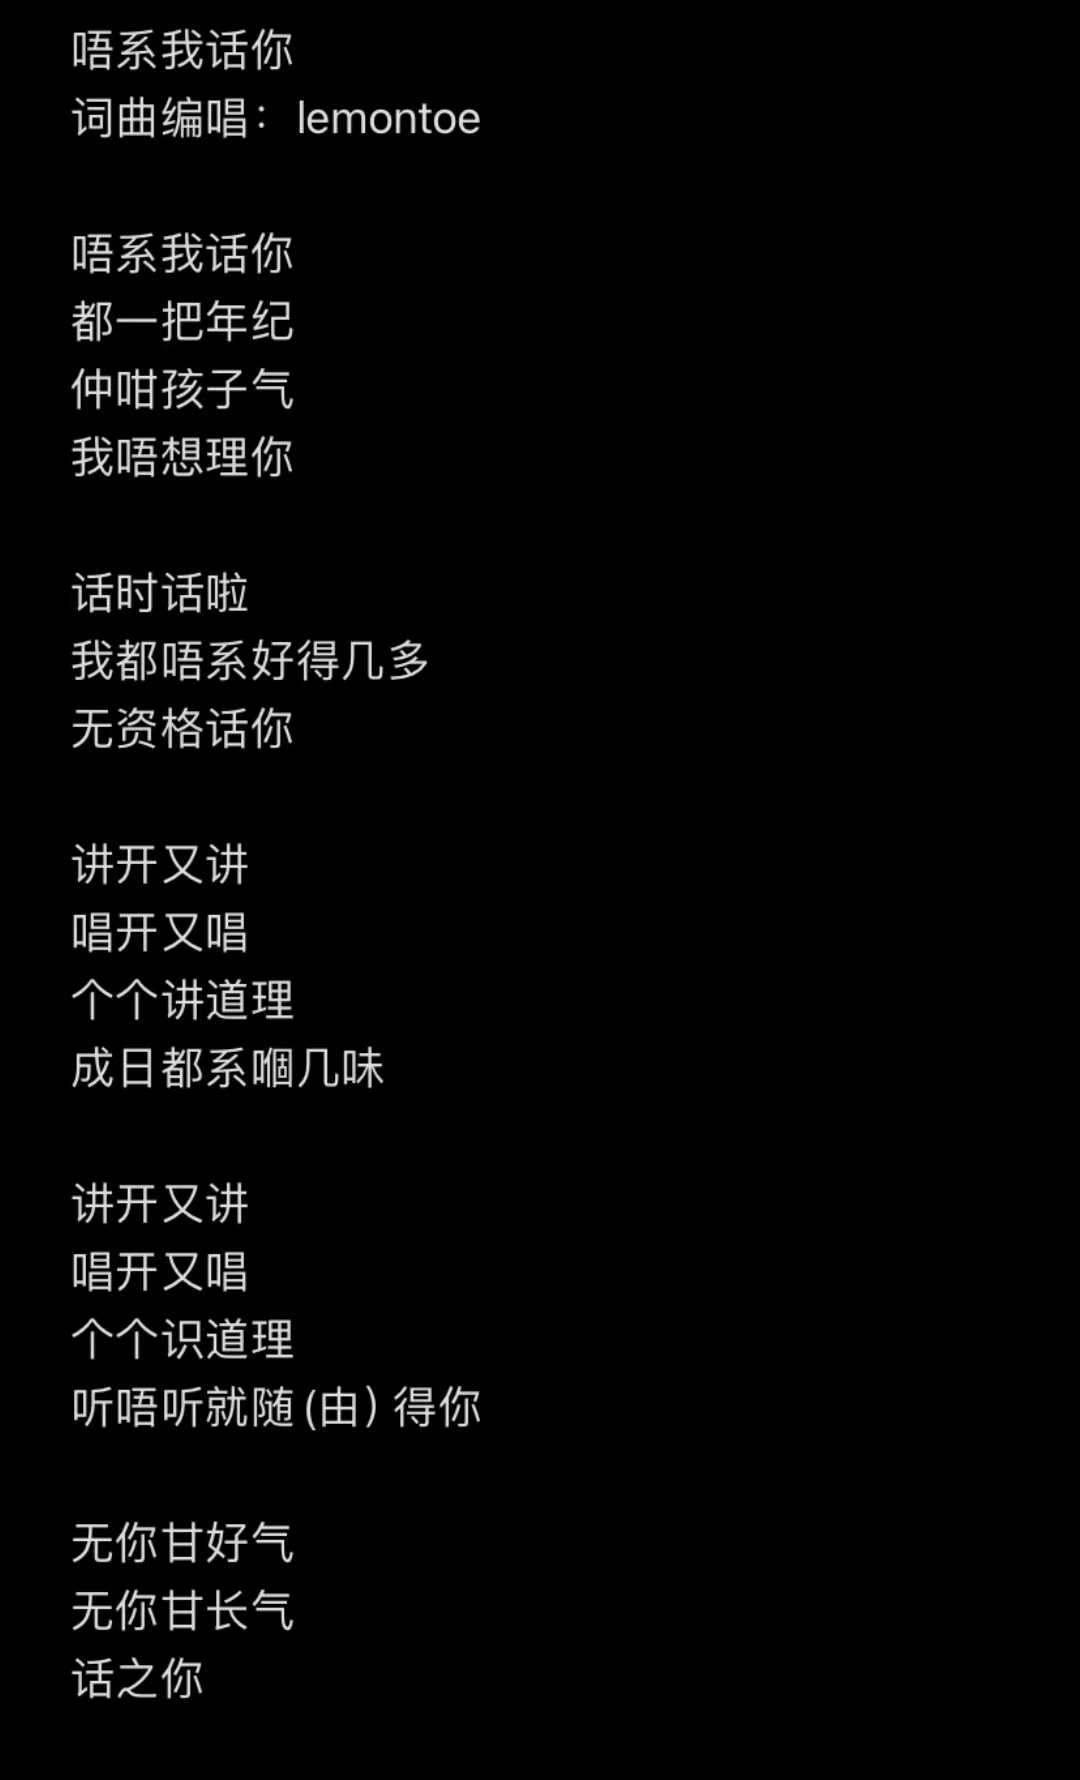 唔系我话你
词曲编唱：lemontoe
唔系我话你
都一把年纪
仲咁孩子气
我唔想理你
话时话啦
我都唔系好得几多
无资格话你
讲开又讲
唱开又唱
个个讲道理
成日都系嗰几味
讲开又讲
唱开又唱
个个识道理
听唔听就随(由)得你
无你甘好气
无你甘长气
话之你